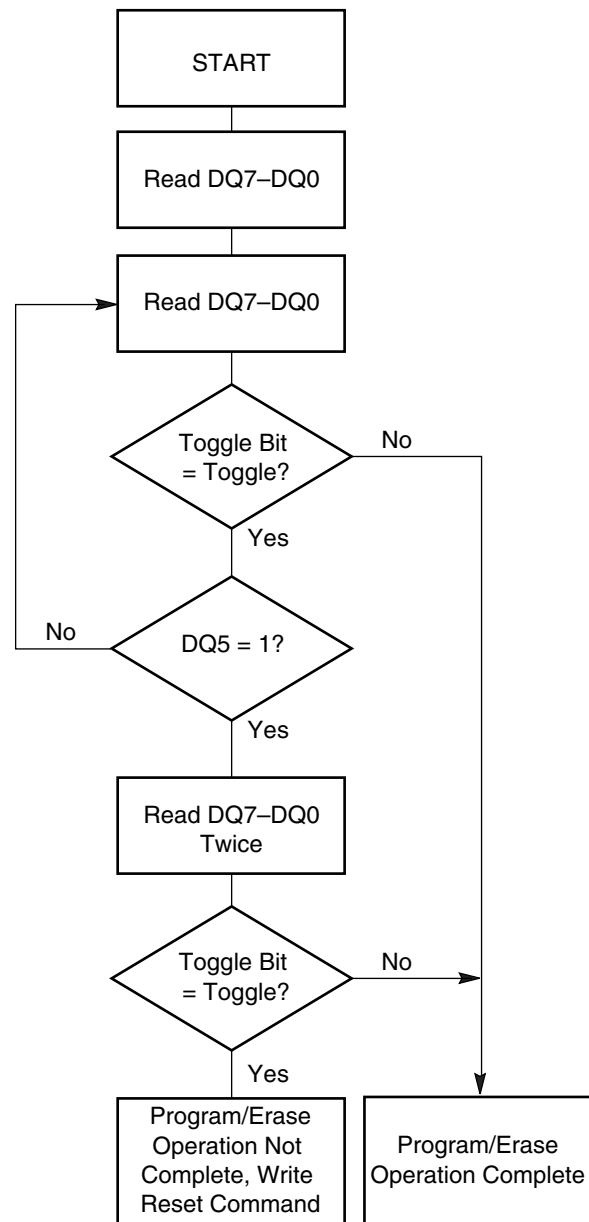 START
Read DQ7–DQ0
Read DQ7–DQ0
Toggle Bit
= Toggle?
No
Yes
No
DQ5 = 1?
Yes
Read DQ7–DQ0
Twice
Toggle Bit
= Toggle?
No
Yes
Program/Erase
Operation Not
Complete, Write
Reset Command
Program/Erase
Operation Complete